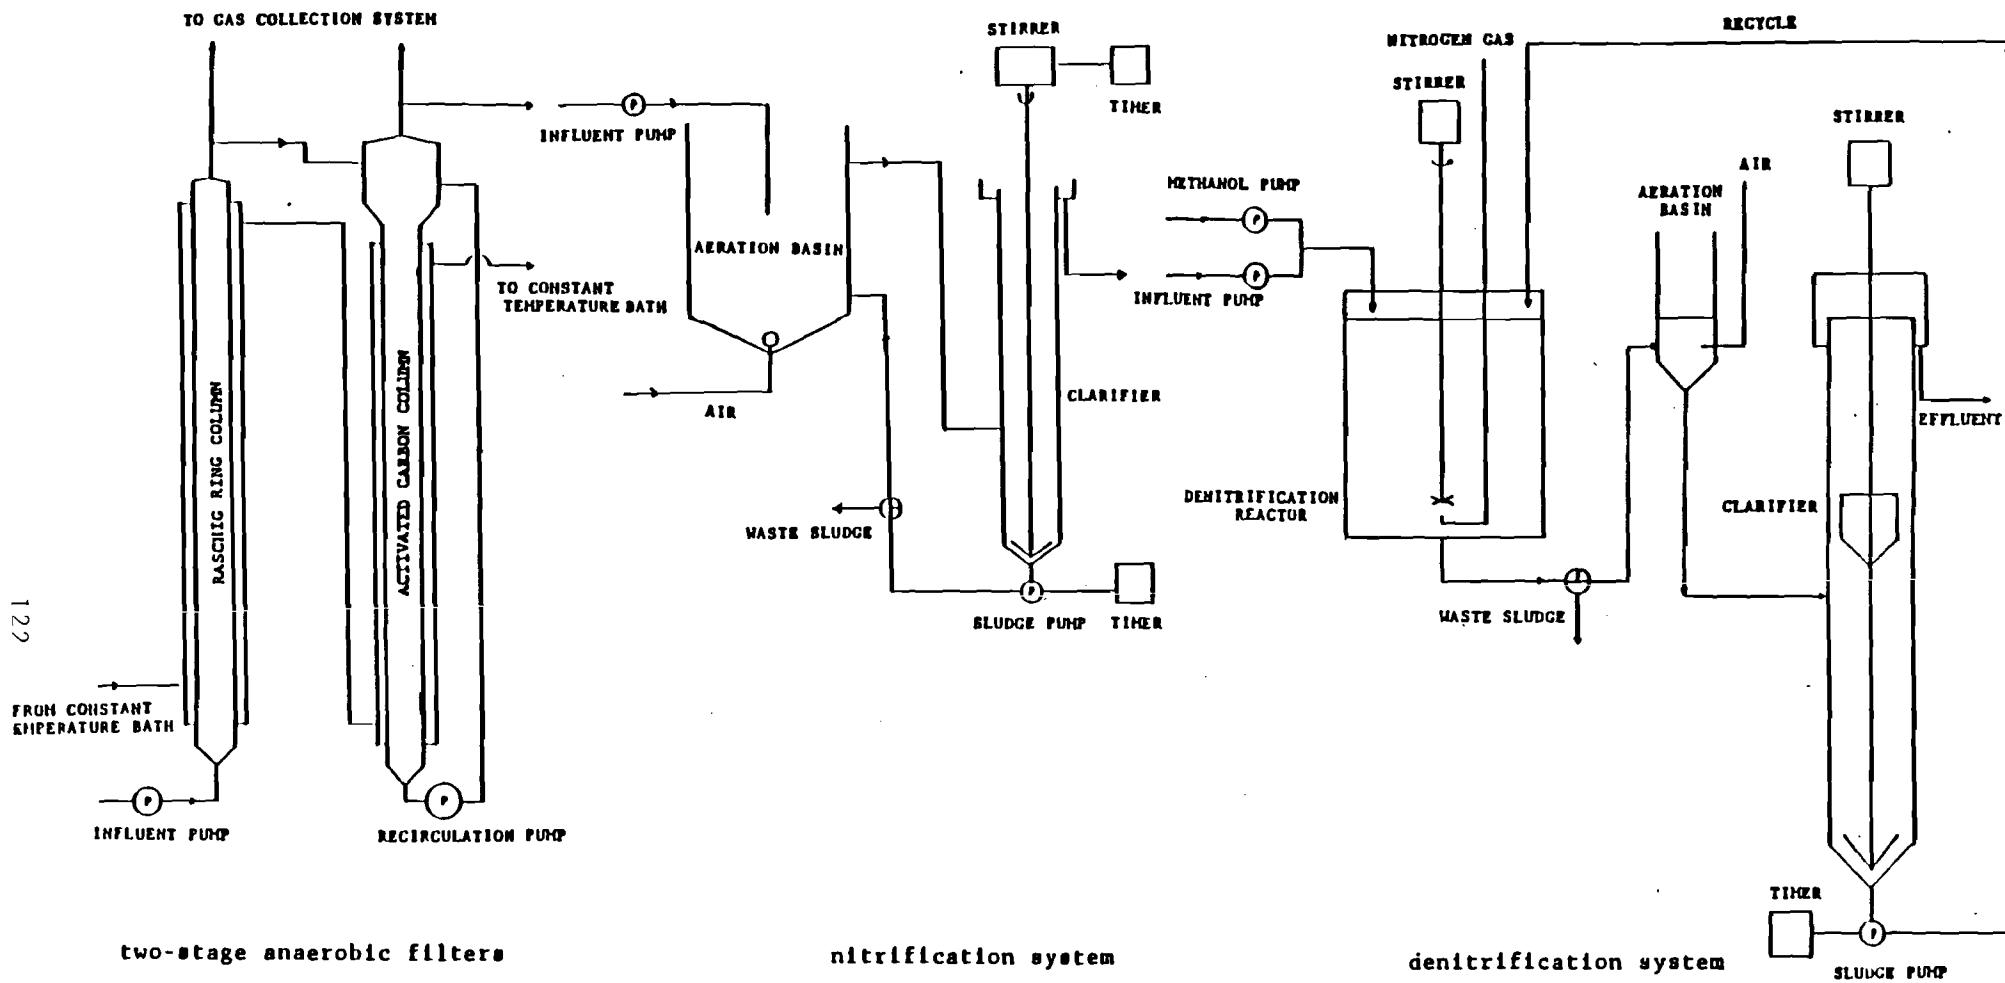 TO GAS COLLECTION SYSTEM
RASCHIG RING COLUMN
ACTIVATED CARBON COLUMN
TO CONSTANT
TEMPERATURE BATH
FROM CONSTANT
EMPERATURE BATH
P
INFLUENT PUMP
P
RECIRCULATION PUMP
two-stage anaerobic filters
P
INFLUENT PUMP
AERATION BASIN
AIR
WASTE SLUDGE
STIRRER
TIMER
CLARIFIER
P
SLUDGE PUMP
TIMER
nitrification system
METHANOL PUMP
P
P
INFLUENT PUMP
NITROGEN GAS
STIRRER
RECYCLE
DENITRIFICATION
REACTOR
WASTE SLUDGE
AERATION
BASIN
AIR
STIRRER
CLARIFIER
EFFLUENT
TIMER
P
SLUDGE PUMP
denitrification system
122